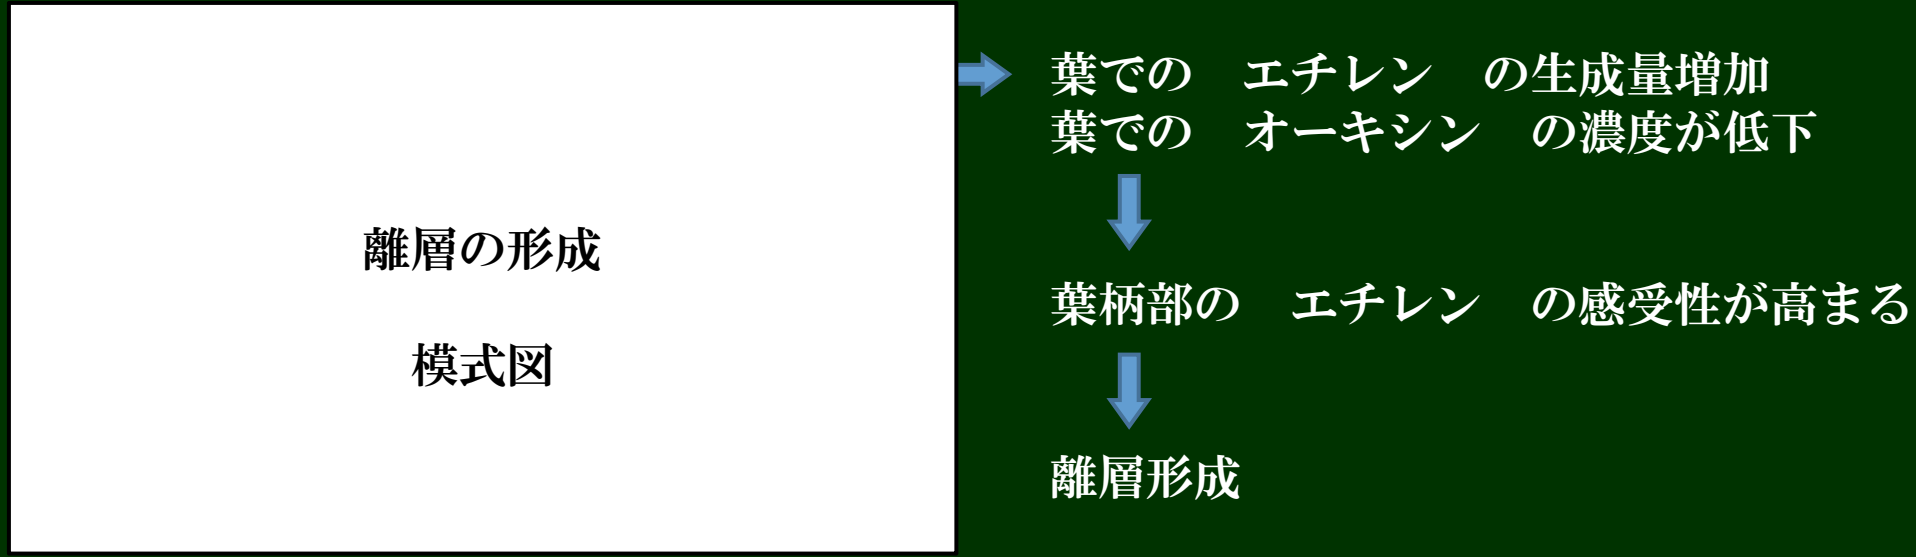 離層の形成
模式図
葉での　エチレン　の生成量増加
葉での　オーキシン　の濃度が低下
葉柄部の　エチレン　の感受性が高まる
離層形成